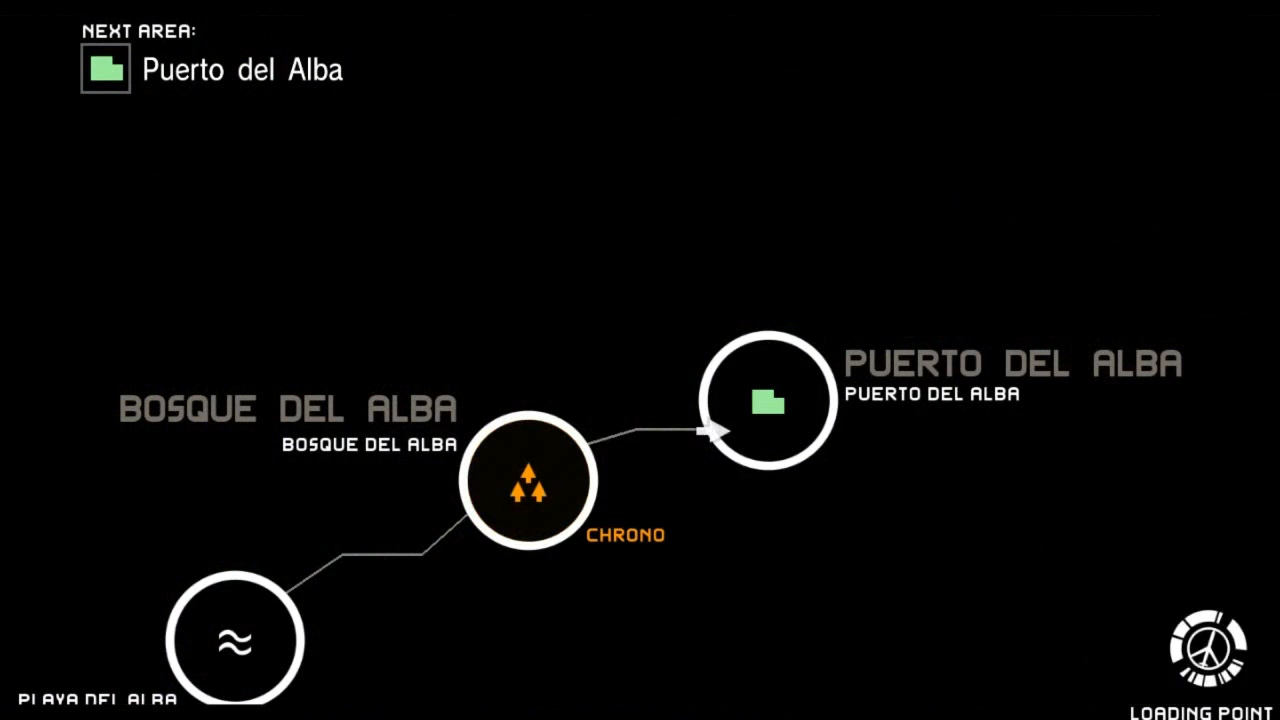 NEXT AREA:
Puerto del Alba
PUERTO DEL ALBA
PUERTO DEL ALBA
BOSQUE DEL ALBA
BOSQUE DEL ALBA
CHRONO
PLAYA DEL ALBA
LOADING POINT